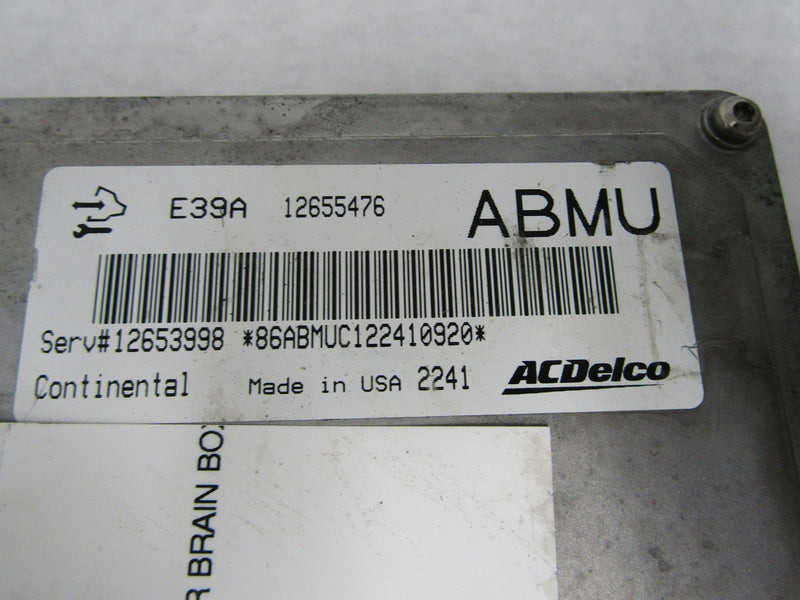 E39A 12655476 ABMU
Serv#12653998 *86ABMUC122410920*
Continental Made in USA 2241 ACDelco
BRAIN BOX